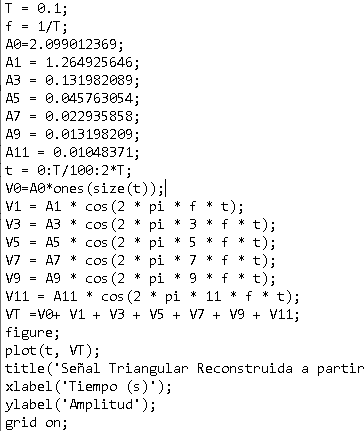 T = 0.1;
f = 1/T;
A0=2.099012369;
A1 = 1.264925646;
A3 = 0.131982089;
A5 = 0.045763054;
A7 = 0.022935858;
A9 = 0.013198209;
A11 = 0.01048371;
t = 0:T/100:2*T;
V0=A0*ones(size(t));
V1 = A1 * cos(2 * pi * f * t);
V3 = A3 * cos(2 * pi * 3 * f * t);
V5 = A5 * cos(2 * pi * 5 * f * t);
V7 = A7 * cos(2 * pi * 7 * f * t);
V9 = A9 * cos(2 * pi * 9 * f * t);
V11 = A11 * cos(2 * pi * 11 * f * t);
VT =V0+ V1 + V3 + V5 + V7 + V9 + V11;
figure;
plot(t, VT);
title('Señal Triangular Reconstruida a partir
xlabel('Tiempo (s)');
ylabel('Amplitud');
grid on;